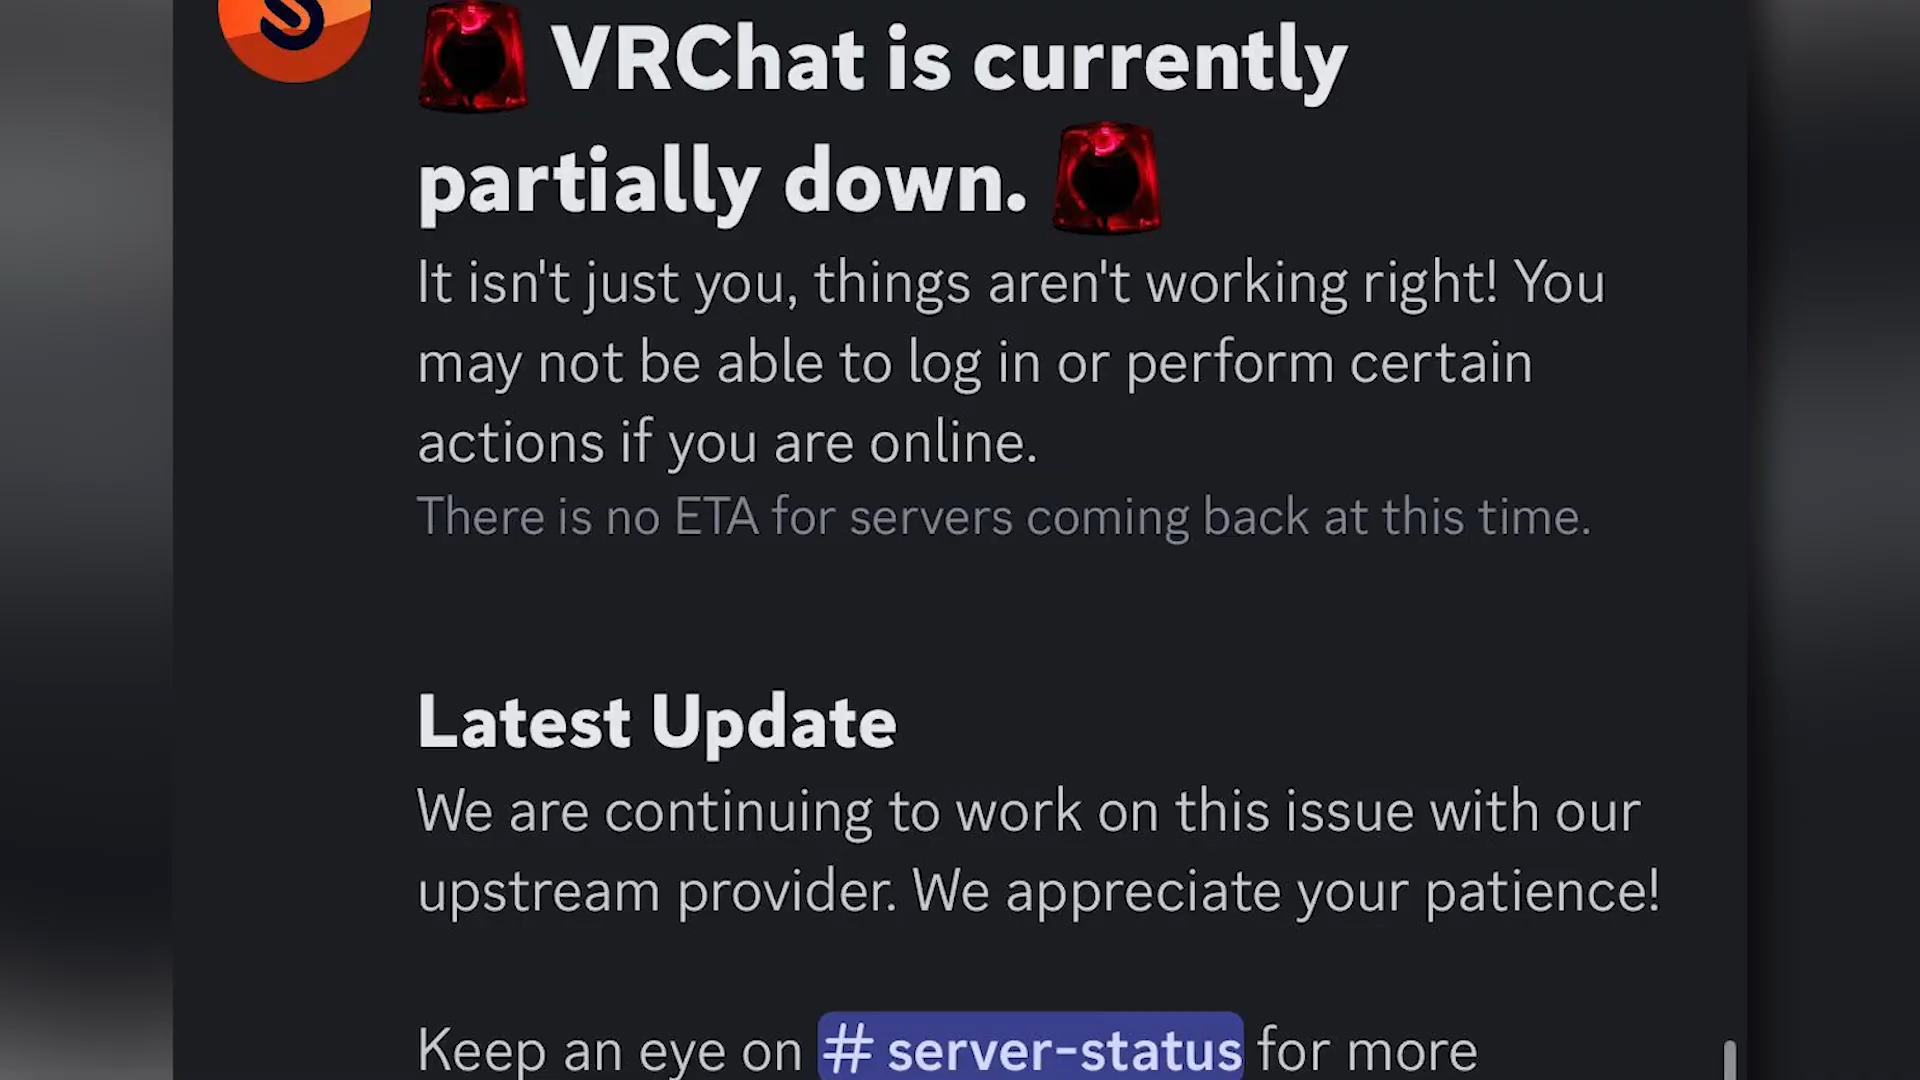 VRChat is currently
partially down.
It isn't just you, things aren't working right! You
may not be able to log in or perform certain
actions if you are online.
There is no ETA for servers coming back at this time.
Latest Update
We are continuing to work on this issue with our
upstream provider. We appreciate your patience!
Keep an eye on # server-status for more